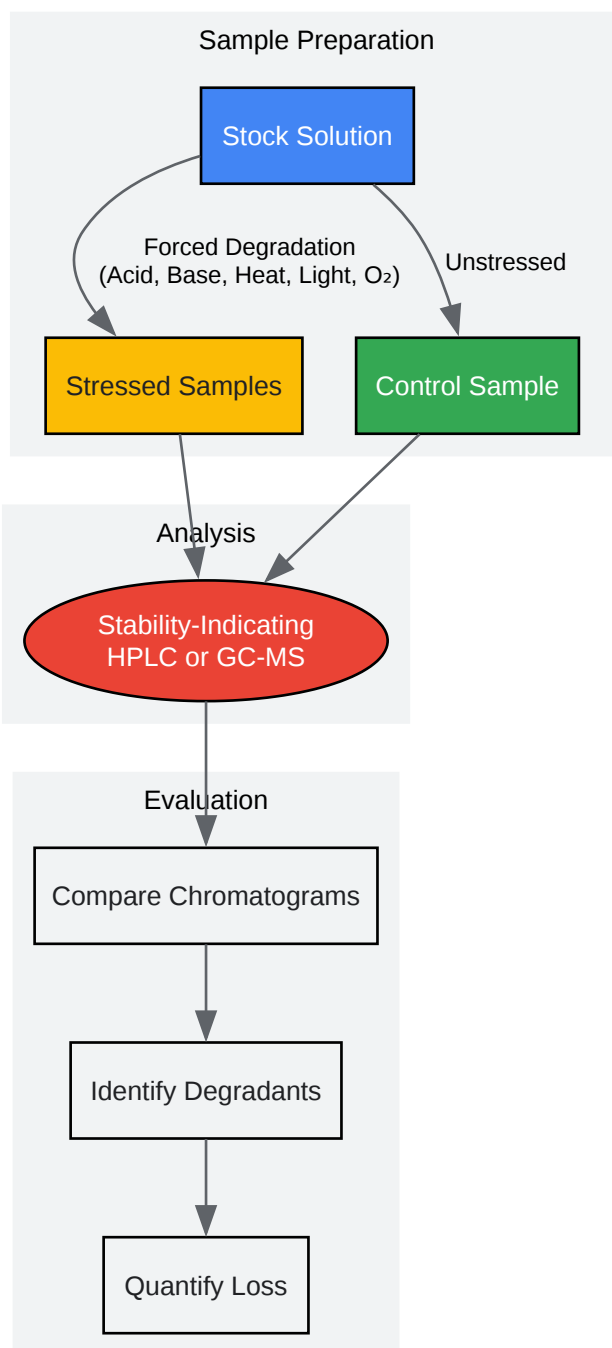 Sample Preparation
Stock Solution
Forced Degradation
(Acid, Base, Heat, Light, O₂)
Unstressed
Stressed Samples
Control Sample
Analysis
Stability-Indicating
HPLC or GC-MS
Evaluation
Compare Chromatograms
Identify Degradants
Quantify Loss